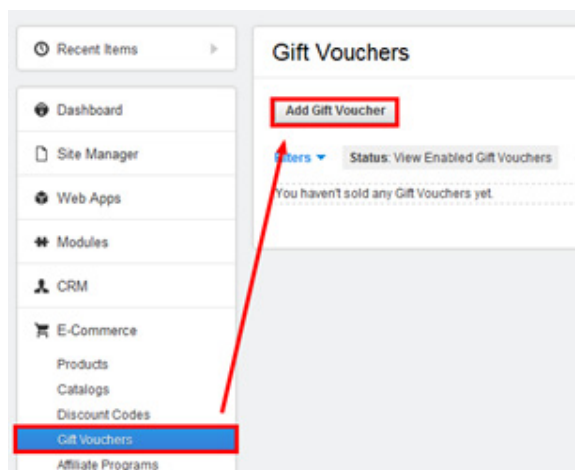 Recent Items
Gift Vouchers
Dashboard
Add Gift Voucher
Site Manager
Filters
Status: View Enabled Gift Vouchers
Web Apps
You haven't sold any Gift Vouchers yet.
Modules
CRM
E-Commerce
Products
Catalogs
Discount Codes
Gift Vouchers
Affiliate Programs